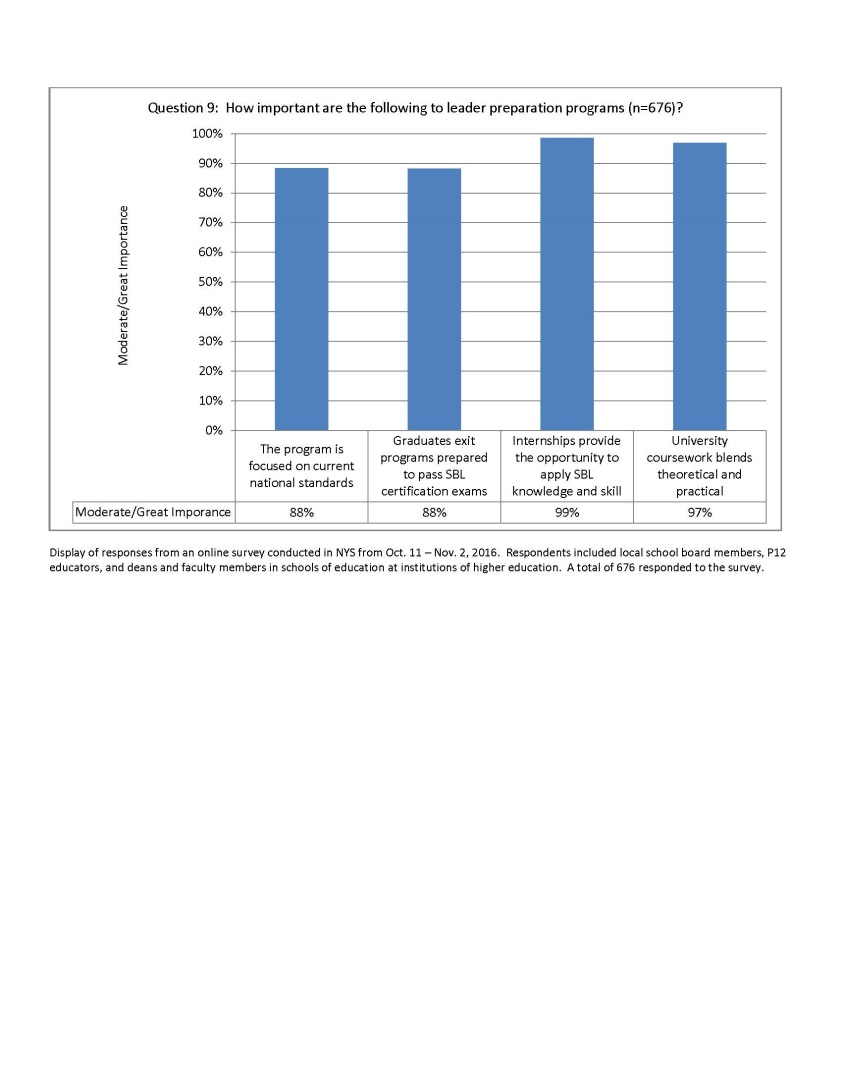 Question 9:  How important are the following to leader preparation programs (n=676)?
Moderate/Great Importance
100%
90%
80%
70%
60%
50%
40%
30%
20%
10%
0%
The program is
focused on current
national standards
Graduates exit
programs prepared
to pass SBL
certification exams
Internships provide
the opportunity to
apply SBL
knowledge and skill
University
coursework blends
theoretical and
practical
Moderate/Great Imporance 88% 88% 99% 97%
Display of responses from an online survey conducted in NYS from Oct. 11 – Nov. 2, 2016.  Respondents included local school board members, P12
educators, and deans and faculty members in schools of education at institutions of higher education.  A total of 676 responded to the survey.